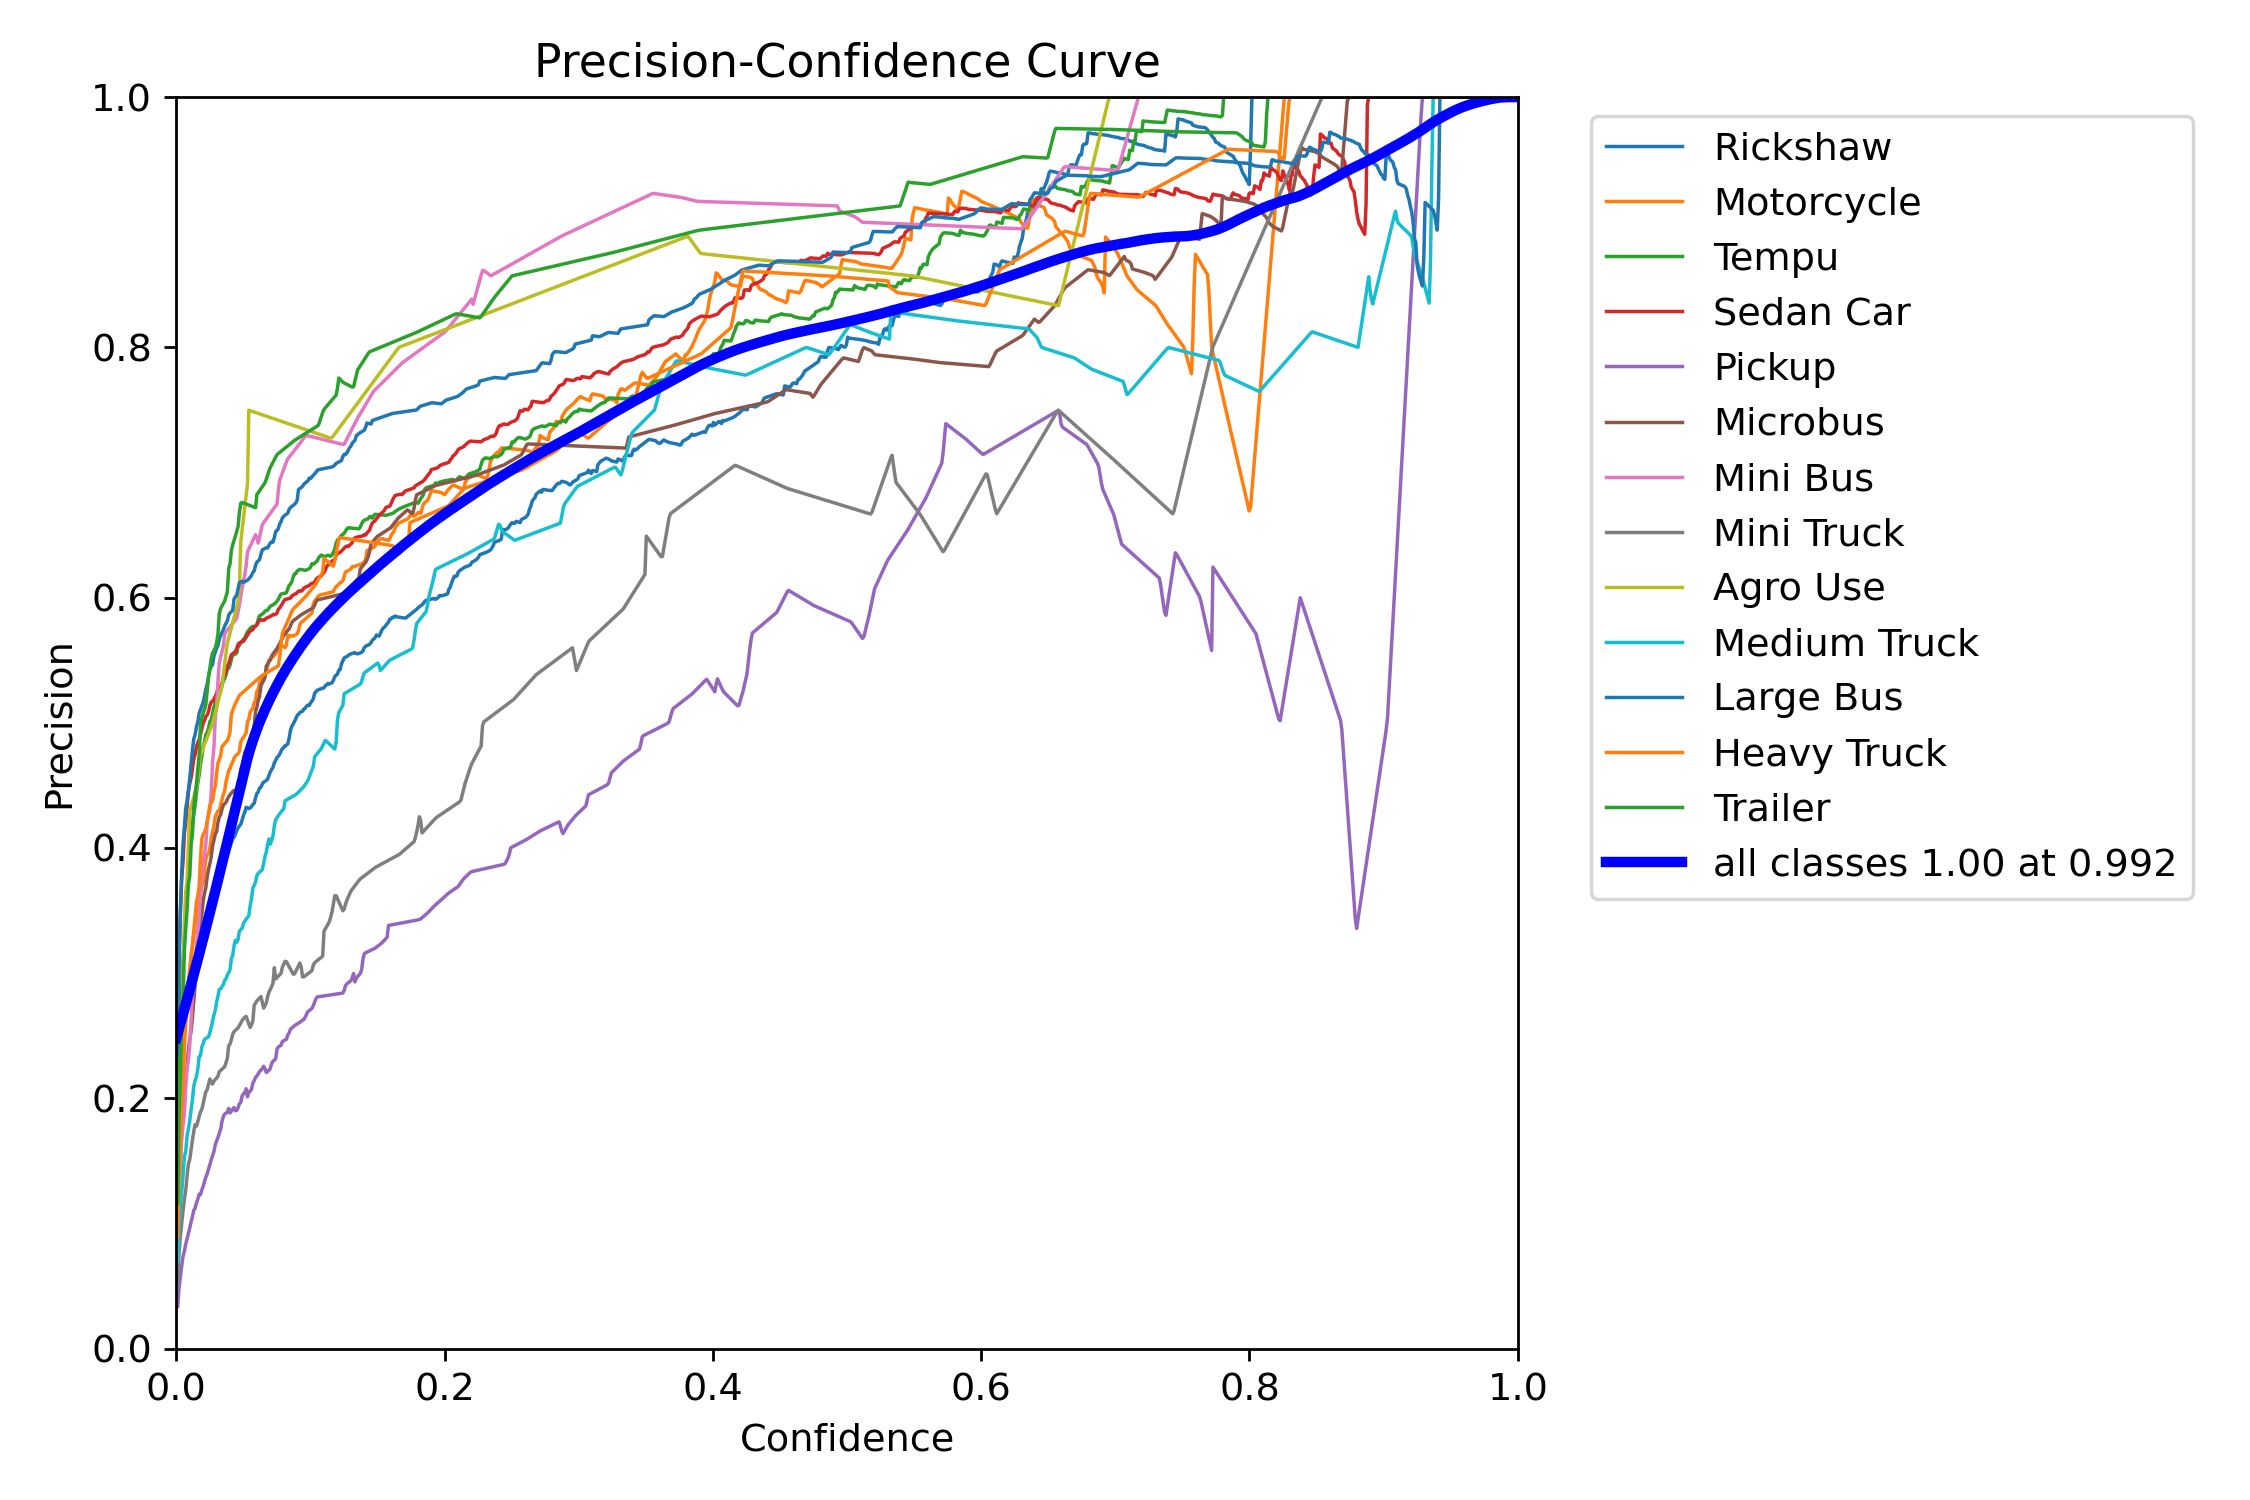 Precision-Confidence Curve
1.0
0.8
0.6
0.4
0.2
0.0
Precision
0.0 0.2 0.4 0.6 0.8 1.0
Confidence
Rickshaw
Motorcycle
Tempu
Sedan Car
Pickup
Microbus
Mini Bus
Mini Truck
Agro Use
Medium Truck
Large Bus
Heavy Truck
Trailer
all classes 1.00 at 0.992